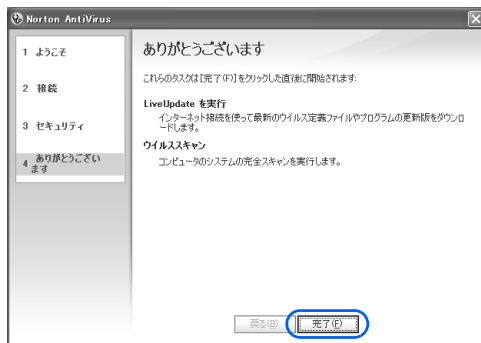 Norton AntiVirus
1 ようこそ
2 接続
3 セキュリティ
4 ありがとうござい
ます
ありがとうございます
これらのタスクは[完了(F)]をクリックした直後に開始されます:
LiveUpdate を実行
インターネット接続を使って最新のウイルス定義ファイルやプログラムの更新版をダウンロ
ードします。
ウイルススキャン
コンピュータのシステムの完全スキャンを実行します。
戻る(B)
完了(F)